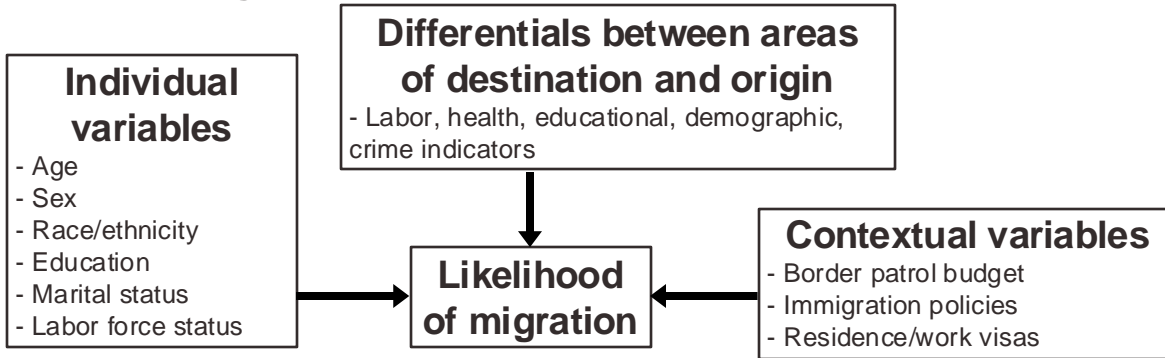 Differentials between areas
of destination and origin
- Labor, health, educational, demographic,
crime indicators
Individual
variables
- Age
- Sex
- Race/ethnicity
- Education
- Marital status
- Labor force status
Likelihood
of migration
Contextual variables
- Border patrol budget
- Immigration policies
- Residence/work visas